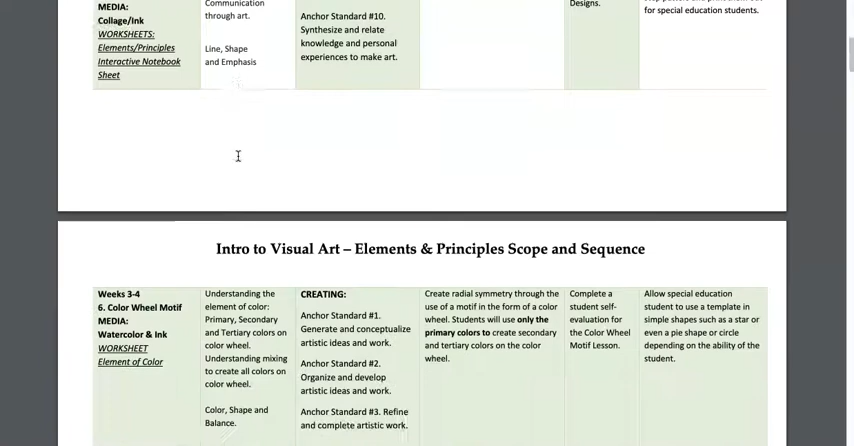 MEDIA:
Collage/Ink
WORKSHEETS:
Elements/Principles
Interactive Notebook
Sheet
Communication
through art.
Line, Shape
and Emphasis
Anchor Standard #10.
Synthesize and relate
knowledge and personal
experiences to make art.
Designs.
for special education students.
Intro to Visual Art – Elements & Principles Scope and Sequence
Weeks 3-4
6. Color Wheel Motif
MEDIA:
Watercolor & Ink
WORKSHEET
Element of Color
Understanding the
element of color:
Primary, Secondary
and Tertiary colors on
color wheel.
Understanding mixing
to create all colors on
color wheel.
Color, Shape and
Balance.
CREATING:
Anchor Standard #1.
Generate and conceptualize
artistic ideas and work.
Anchor Standard #2.
Organize and develop
artistic ideas and work.
Anchor Standard #3. Refine
and complete artistic work.
Create radial symmetry through the
use of a motif in the form of a color
wheel. Students will use only the
primary colors to create secondary
and tertiary colors on the color
wheel.
Complete a
student self-
evaluation for
the Color Wheel
Motif Lesson.
Allow special education
student to use a template in
simple shapes such as a star or
even a pie shape or circle
depending on the ability of the
student.